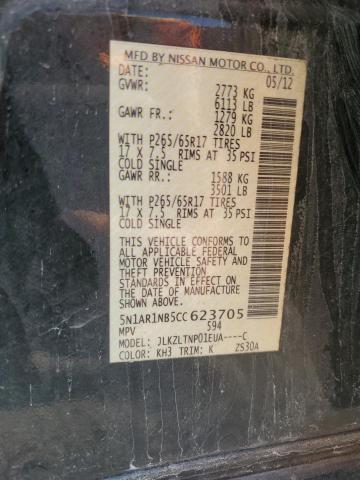 MFD BY NISSAN MOTOR CO., LTD.
DATE: 05/12
GVWR: 2773 KG
6113 LB
GAWR FR.: 1279 KG
2820 LB
WITH P265/65R17 TIRES
17 X 7.5 RIMS AT 35 PSI
COLD SINGLE
GAWR RR.: 1588 KG
3501 LB
WITH P265/65R17 TIRES
17 X 7.5 RIMS AT 35 PSI
COLD SINGLE
THIS VEHICLE CONFORMS TO
ALL APPLICABLE FEDERAL
MOTOR VEHICLE SAFETY AND
THEFT PREVENTION
STANDARDS IN EFFECT ON
THE DATE OF MANUFACTURE
SHOWN ABOVE.
5N1AR1NB5CC623705
MPV 594
MODEL: JLKZLTNP01EUA----C
COLOR: KH3 TRIM: K ZS30A